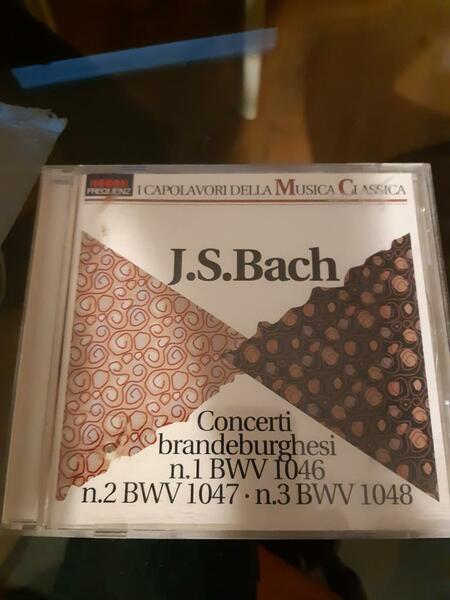 FREQUENZ
I CAPOLAVORI DELLA MUSICA CLASSICA
J.S.Bach
Concerti
brandeburghesi
n.1 BWV 1046
n.2 BWV 1047 · n.3 BWV 1048